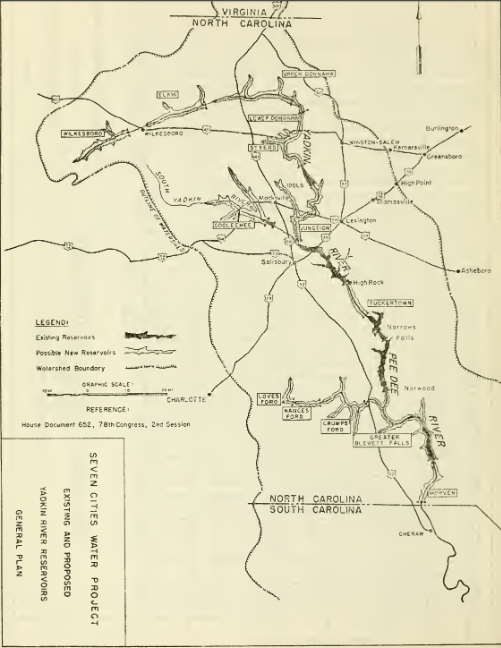 VIRGINIA
NORTH CAROLINA
UPPER DONNAHA
ELKIN
LOWER DONNAHA
WILKESBORO
WILKESBORO
STYERS
YADKIN
WINSTON-SALEM
Burlington
Kernersville
Greensboro
High Point
Thomasville
SOUTH
YADKIN
RIVER
Mocksville
IDOLS
COOLEEMEE
JUNCTION
Lexington
OUTLINE OF WATERSHED
Salisbury
RIVER
High Rock
Asheboro
TUCKERTOWN
Narrows
Falls
PEE DEE
Norwood
LEGEND:
Existing Reservoirs
Possible New Reservoirs
Watershed Boundary
GRAPHIC SCALE:
REFERENCE:
CHARLOTTE
House Document 652, 78th Congress, 2nd Session
LOVES
FORD
NANCES
FORD
CRUMPS
FORD
GREATER
BLEWETT FALLS
RIVER
MORVEN
NORTH CAROLINA
SOUTH CAROLINA
CHERAW
SEVEN CITIES WATER PROJECT
EXISTING AND PROPOSED
YADKIN RIVER RESERVOIRS
GENERAL PLAN